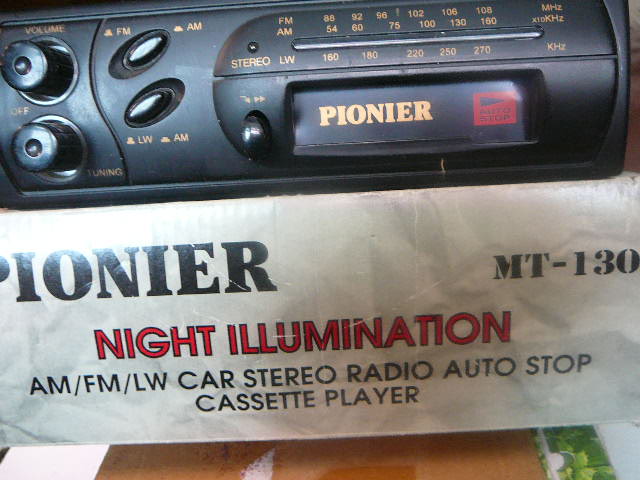 VOLUME
FM AM
FM 88 92 96 102 106 108 MHz
AM 54 60 75 100 130 160 x10KHz
STEREO LW 160 180 220 250 270 KHz
OFF
PIONIER
AUTO
STOP
LW AM
TUNING
PIONIER MT-130
NIGHT ILLUMINATION
AM/FM/LW CAR STEREO RADIO AUTO STOP
CASSETTE PLAYER